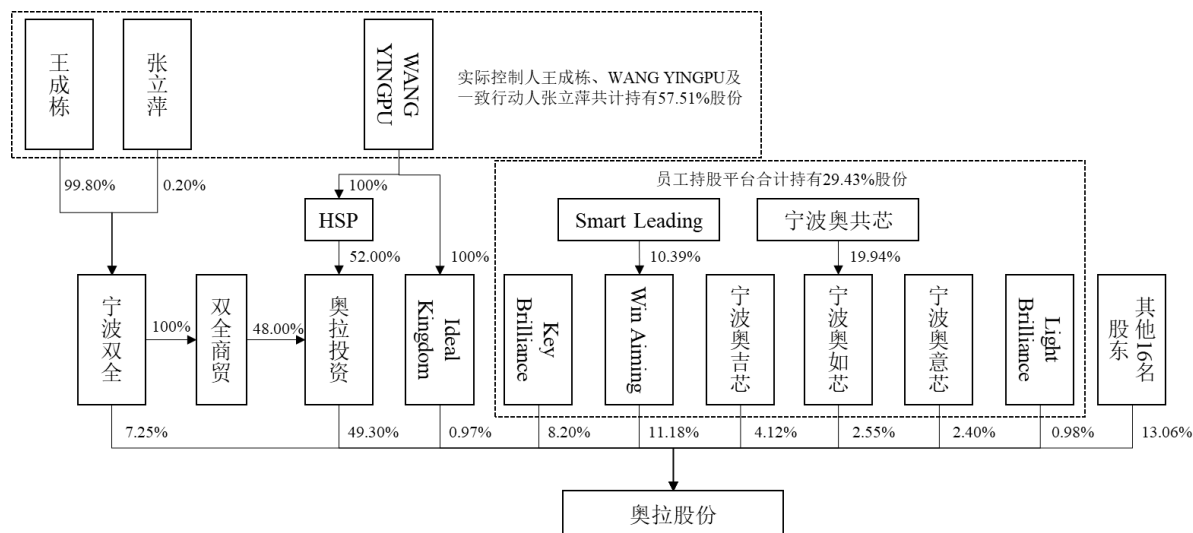 王成栋
张立萍
WANG
YINGPU
实际控制人王成栋、WANG YINGPU及
一致行动人张立萍共计持有57.51%股份
99.80%
0.20%
100%
员工持股平台合计持有29.43%股份
HSP
Smart Leading
宁波奥共芯
52.00%
100%
10.39%
19.94%
宁波双全
100%
双全商贸
48.00%
奥拉投资
Ideal
Kingdom
Key
Brilliance
Win Aiming
宁波奥吉芯
宁波奥如芯
宁波奥意芯
Light
Brilliance
其他16名
股东
7.25%
49.30%
0.97%
8.20%
11.18%
4.12%
2.55%
2.40%
0.98%
13.06%
奥拉股份